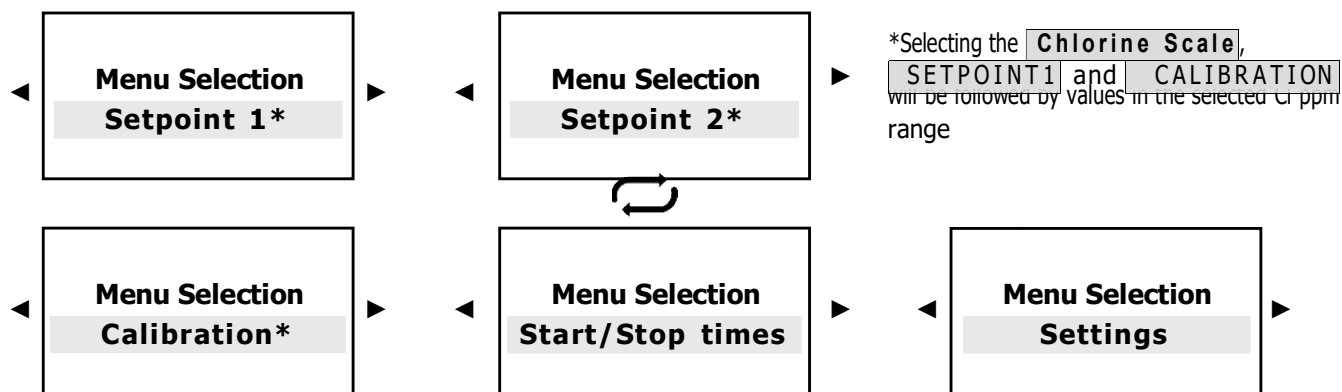 Menu Selection
Setpoint 1*
Menu Selection
Setpoint 2*
*Selecting the Chlorine Scale,
SETPOINT1 and CALIBRATION
will be followed by values in the selected Cl ppm
range
Menu Selection
Calibration*
Menu Selection
Start/Stop times
Menu Selection
Settings